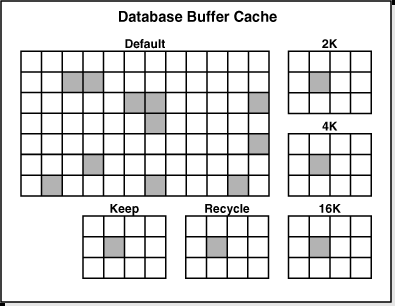 Database Buffer Cache
Default
2K
4K
Keep
Recycle
16K